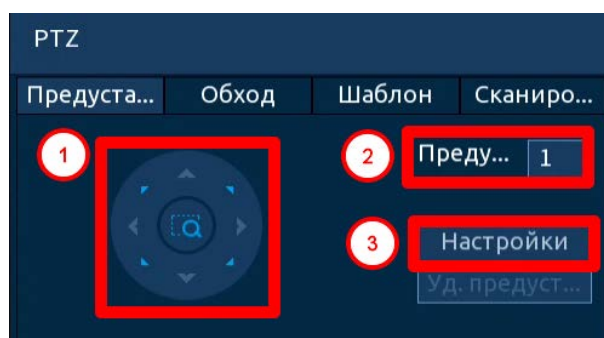 PTZ
Предуста... Обход Шаблон Сканиро...
1 2 Преду... 1
3 Настройки
Уд. предуст...